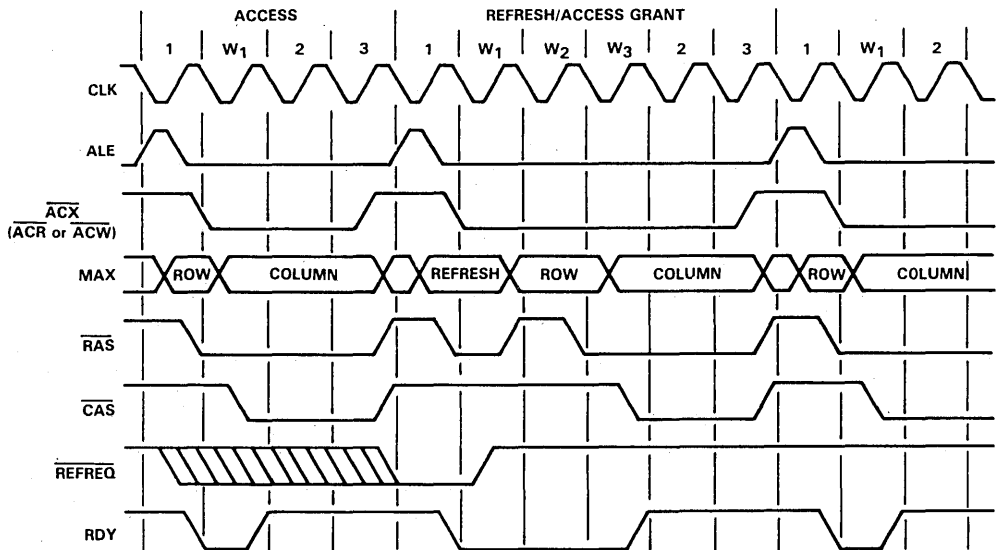 ACCESS REFRESH/ACCESS GRANT
1 W1 2 3 1 W1 W2 W3 2 3 1 W1 2
CLK
ALE
ACX
(ACR or ACW)
MAX ROW COLUMN REFRESH ROW COLUMN ROW COLUMN
RAS
CAS
REFREQ
RDY